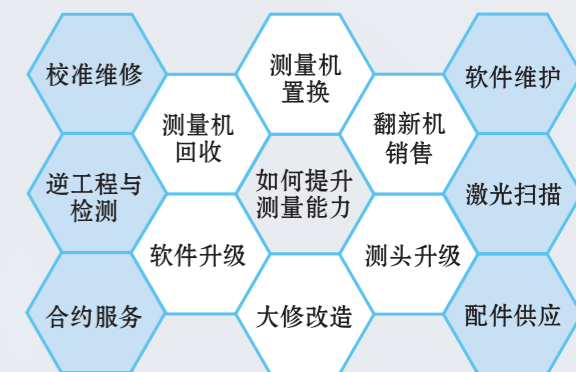 校准维修
测量机
置换
软件维护
测量机
回收
翻新机
销售
逆工程与
检测
如何提升
测量能力
激光扫描
软件升级
测头升级
合约服务
大修改造
配件供应